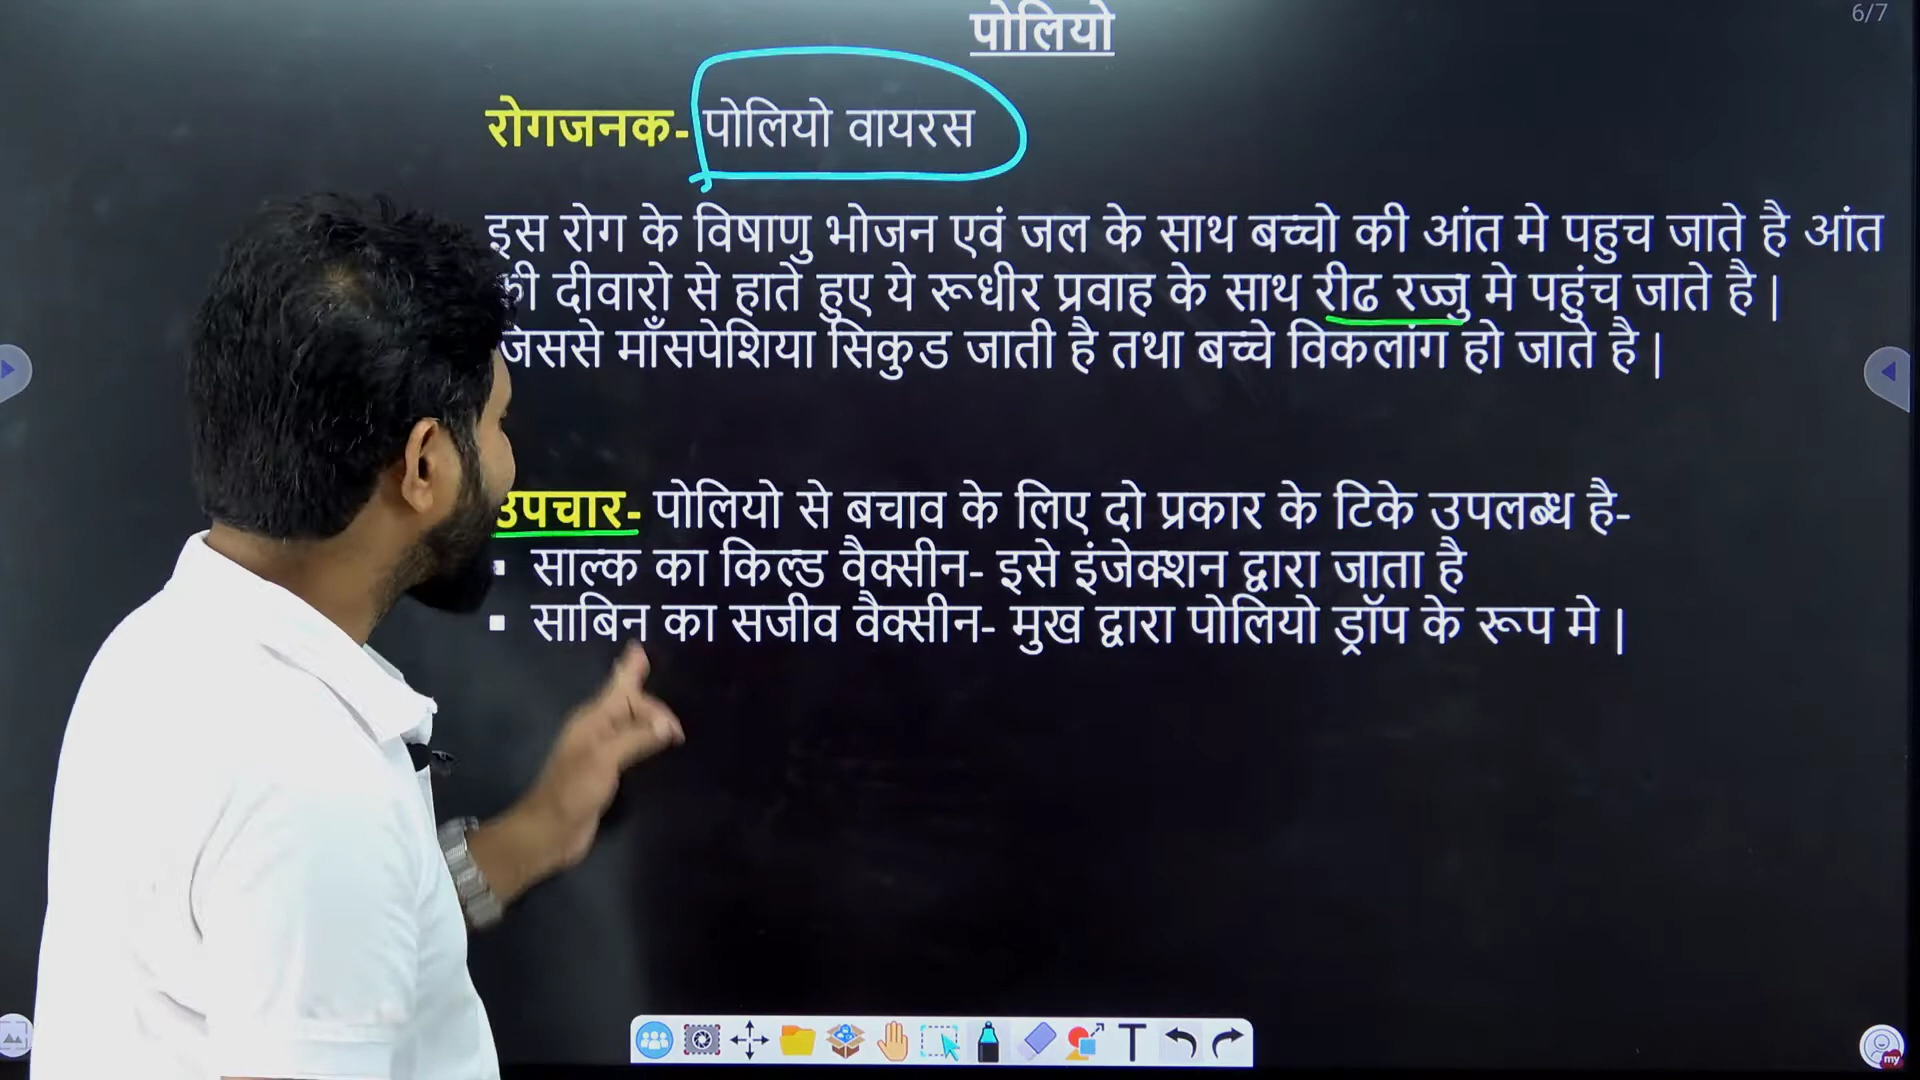 पोलियो
6/7
रोगजनक- पोलियो वायरस
इस रोग के विषाणु भोजन एवं जल के साथ बच्चो की आंत मे पहुच जाते है आंत
की दीवारो से हाते हुए ये रूधीर प्रवाह के साथ रीढ रज्जु मे पहुंच जाते है |
जिससे माँसपेशिया सिकुड जाती है तथा बच्चे विकलांग हो जाते है |
उपचार- पोलियो से बचाव के लिए दो प्रकार के टिके उपलब्ध है-
▪ साल्क का किल्ड वैक्सीन- इसे इंजेक्शन द्वारा जाता है
▪ साबिन का सजीव वैक्सीन- मुख द्वारा पोलियो ड्रॉप के रूप मे |
T
my